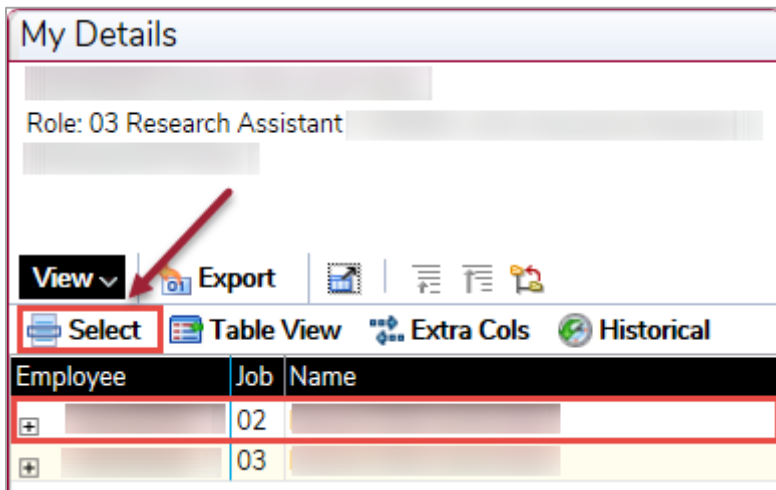 My Details
Role: 03 Research Assistant
View Export
Select Table View Extra Cols Historical
Employee Job Name
02
03